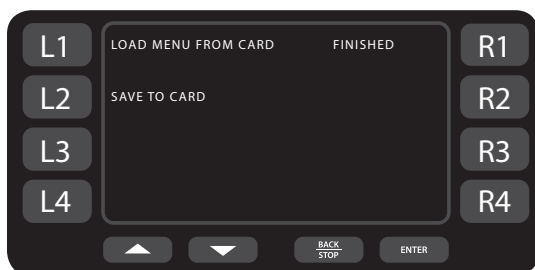 L1 LOAD MENU FROM CARD FINISHED R1
L2 SAVE TO CARD R2
L3 R3
L4 R4
BACK ENTER
STOP